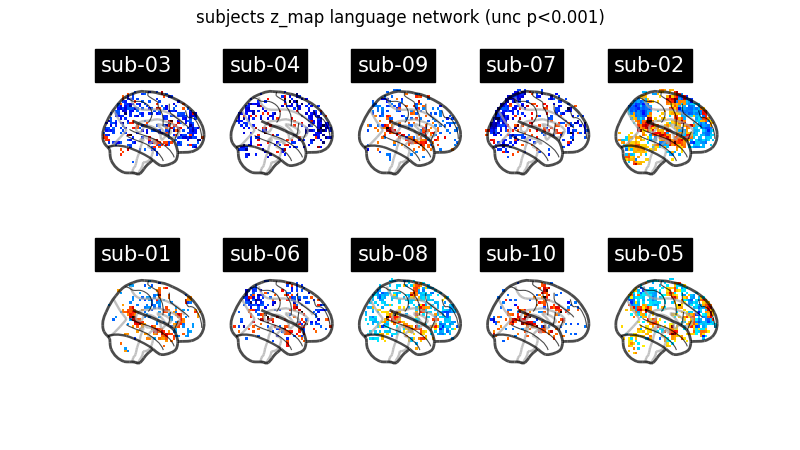 subjects z_map language network (unc p<0.001)
sub-03 sub-04 sub-09 sub-07 sub-02
sub-01 sub-06 sub-08 sub-10 sub-05